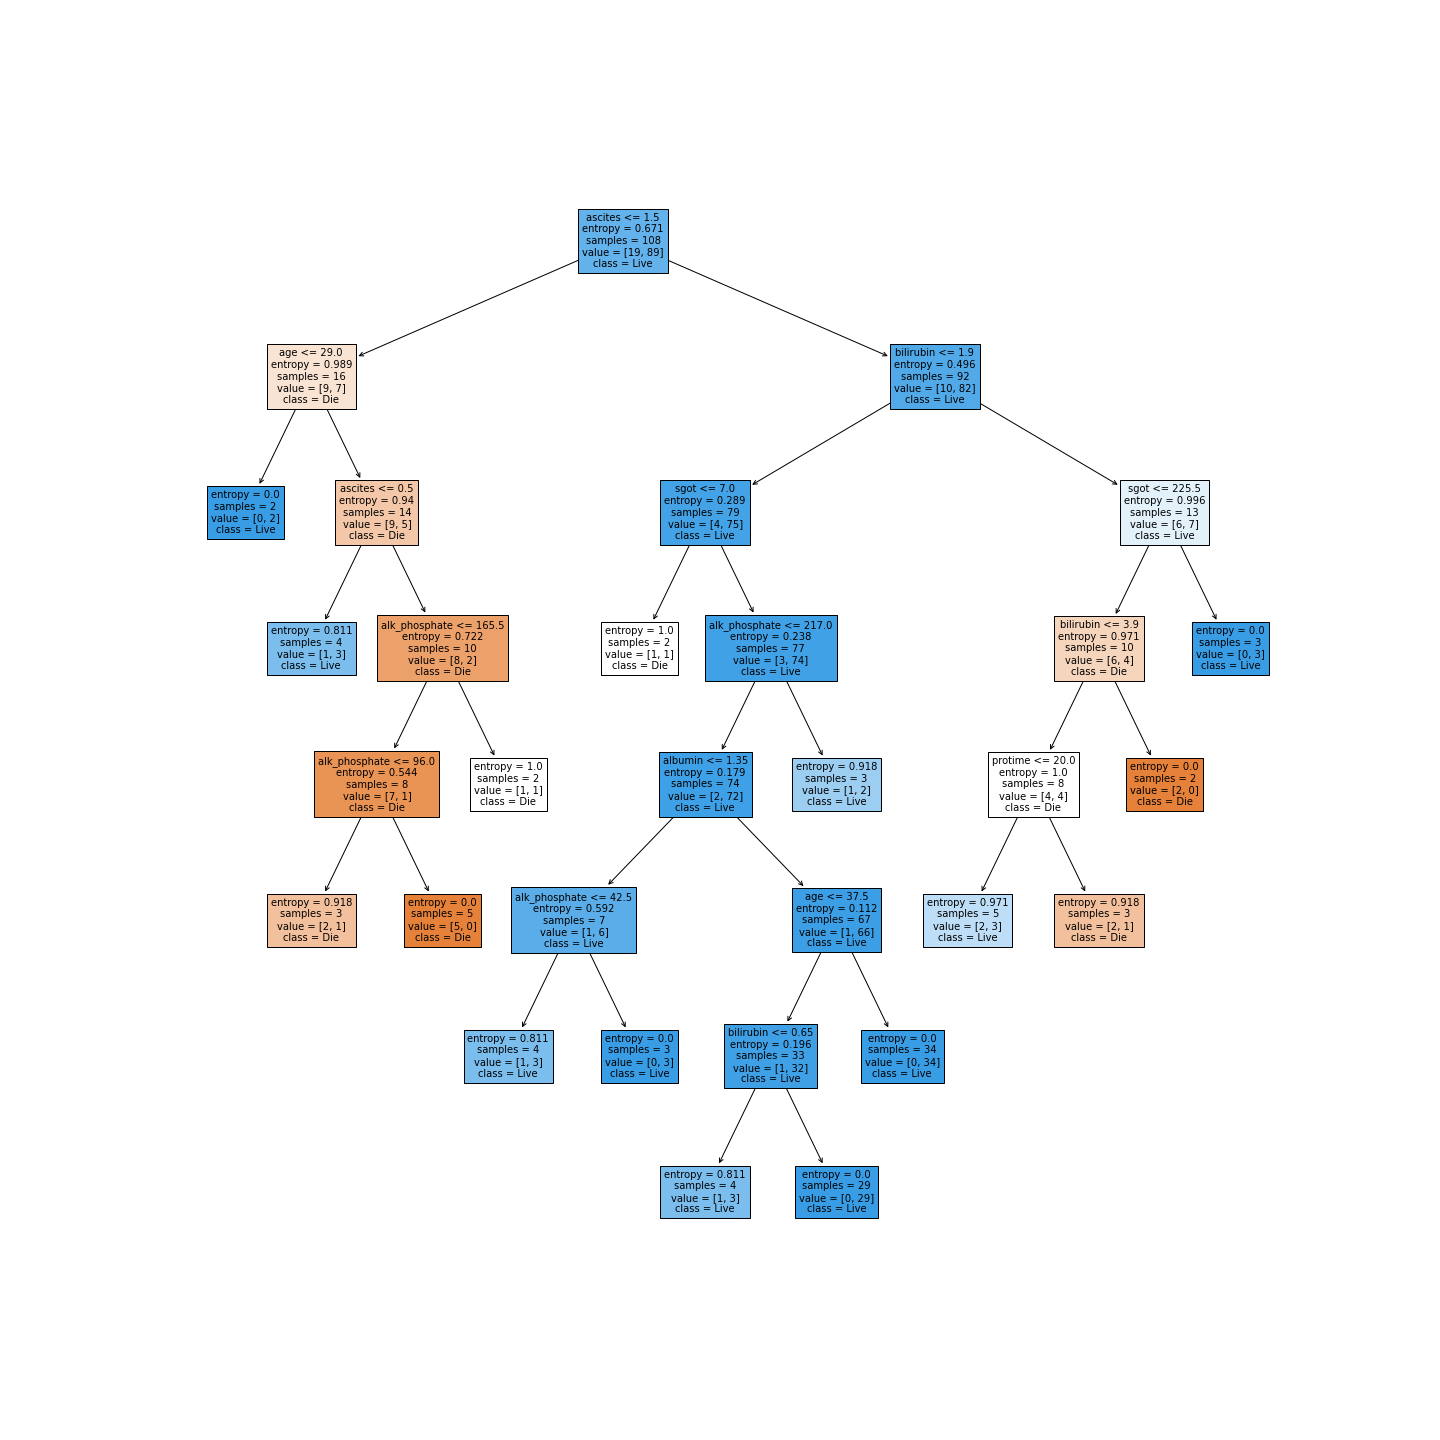 ascites <= 1.5
entropy = 0.671
samples = 108
value = [19, 89]
class = Live
age <= 29.0
entropy = 0.989
samples = 16
value = [9, 7]
class = Die
bilirubin <= 1.9
entropy = 0.496
samples = 92
value = [10, 82]
class = Live
entropy = 0.0
samples = 2
value = [0, 2]
class = Live
ascites <= 0.5
entropy = 0.94
samples = 14
value = [9, 5]
class = Die
sgot <= 7.0
entropy = 0.289
samples = 79
value = [4, 75]
class = Live
sgot <= 225.5
entropy = 0.996
samples = 13
value = [6, 7]
class = Live
entropy = 0.811
samples = 4
value = [1, 3]
class = Live
alk_phosphate <= 165.5
entropy = 0.722
samples = 10
value = [8, 2]
class = Die
entropy = 1.0
samples = 2
value = [1, 1]
class = Die
alk_phosphate <= 217.0
entropy = 0.238
samples = 77
value = [3, 74]
class = Live
bilirubin <= 3.9
entropy = 0.971
samples = 10
value = [6, 4]
class = Die
entropy = 0.0
samples = 3
value = [0, 3]
class = Live
alk_phosphate <= 96.0
entropy = 0.544
samples = 8
value = [7, 1]
class = Die
entropy = 1.0
samples = 2
value = [1, 1]
class = Die
albumin <= 1.35
entropy = 0.179
samples = 74
value = [2, 72]
class = Live
entropy = 0.918
samples = 3
value = [1, 2]
class = Live
protime <= 20.0
entropy = 1.0
samples = 8
value = [4, 4]
class = Die
entropy = 0.0
samples = 2
value = [2, 0]
class = Die
entropy = 0.918
samples = 3
value = [2, 1]
class = Die
entropy = 0.0
samples = 5
value = [5, 0]
class = Die
alk_phosphate <= 42.5
entropy = 0.592
samples = 7
value = [1, 6]
class = Live
age <= 37.5
entropy = 0.112
samples = 67
value = [1, 66]
class = Live
entropy = 0.971
samples = 5
value = [2, 3]
class = Live
entropy = 0.918
samples = 3
value = [2, 1]
class = Die
entropy = 0.811
samples = 4
value = [1, 3]
class = Live
entropy = 0.0
samples = 3
value = [0, 3]
class = Live
bilirubin <= 0.65
entropy = 0.196
samples = 33
value = [1, 32]
class = Live
entropy = 0.0
samples = 34
value = [0, 34]
class = Live
entropy = 0.811
samples = 4
value = [1, 3]
class = Live
entropy = 0.0
samples = 29
value = [0, 29]
class = Live